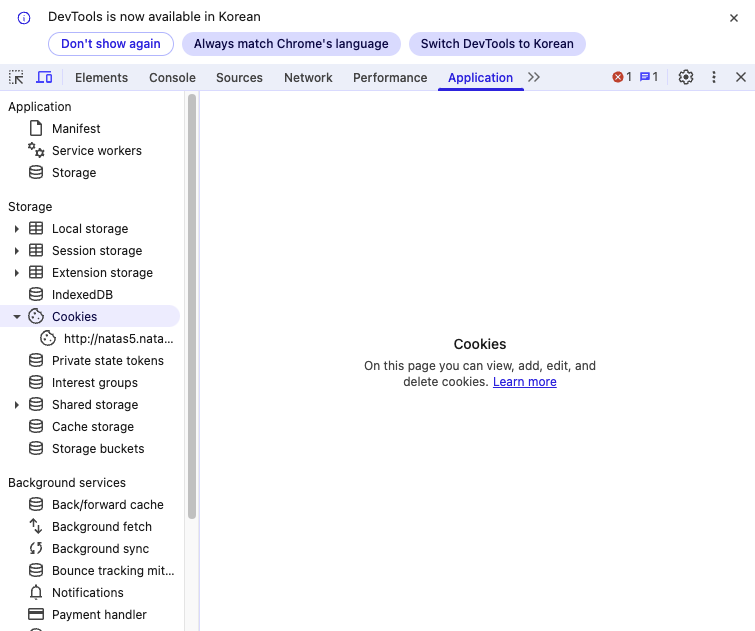 DevTools is now available in Korean
Don't show again
Always match Chrome's language
Switch DevTools to Korean
Elements
Console
Sources
Network
Performance
Application
1
1
Application
Manifest
Service workers
Storage
Storage
Local storage
Session storage
Extension storage
IndexedDB
Cookies
http://natas5.nata...
Private state tokens
Interest groups
Shared storage
Cache storage
Storage buckets
Background services
Back/forward cache
Background fetch
Background sync
Bounce tracking mit...
Notifications
Payment handler
Cookies
On this page you can view, add, edit, and
delete cookies. Learn more